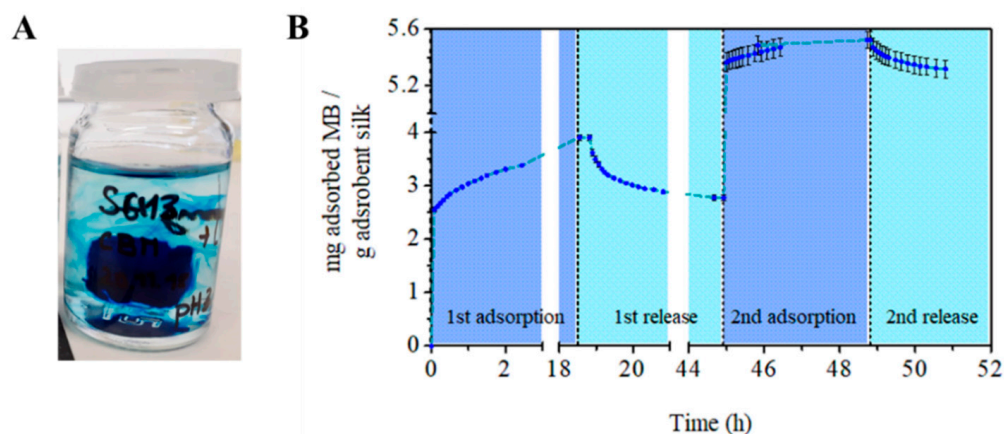 A
B
SGH3
pH2
mg adsorbed MB /
g adsrobent silk
5.6
5.2
4
3
2
1
0
1st adsorption
1st release
2nd adsorption
2nd release
0 2 18 20 44 46 48 50 52
Time (h)